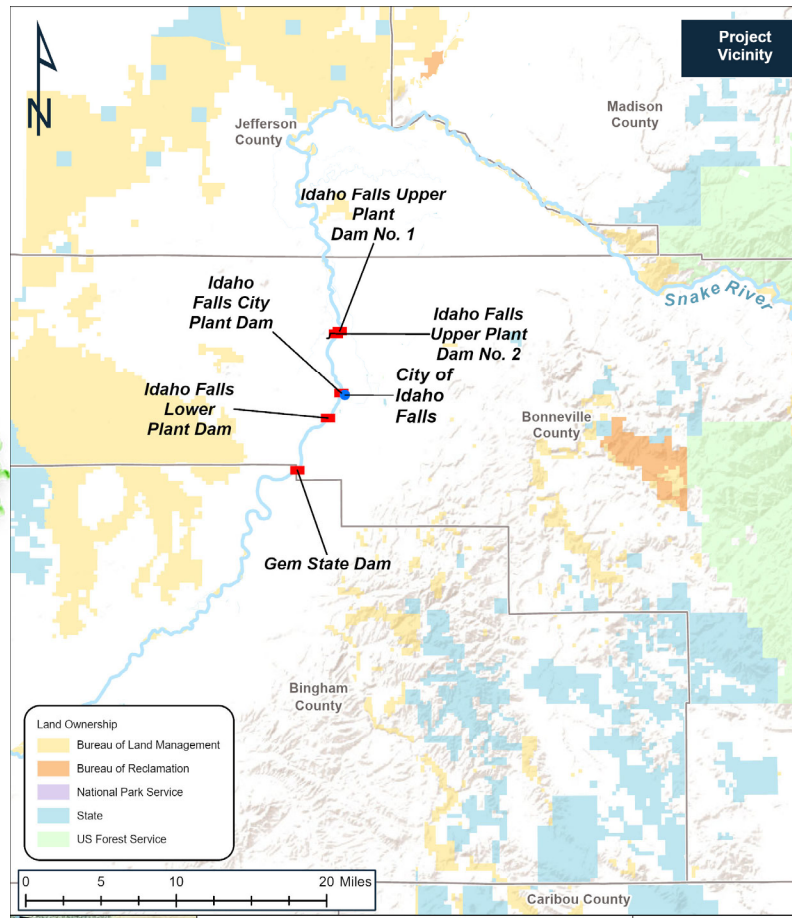 Project
Vicinity
N
Jefferson
County
Madison
County
Idaho Falls Upper
Plant
Dam No. 1
Idaho
Falls City
Plant Dam
Snake River
Idaho Falls
Upper Plant
Dam No. 2
City of
Idaho
Falls
Idaho Falls
Lower
Plant Dam
Bonneville
County
Gem State Dam
Bingham
County
Land Ownership
Bureau of Land Management
Bureau of Reclamation
National Park Service
State
US Forest Service
0 5 10 20 Miles
Caribou County